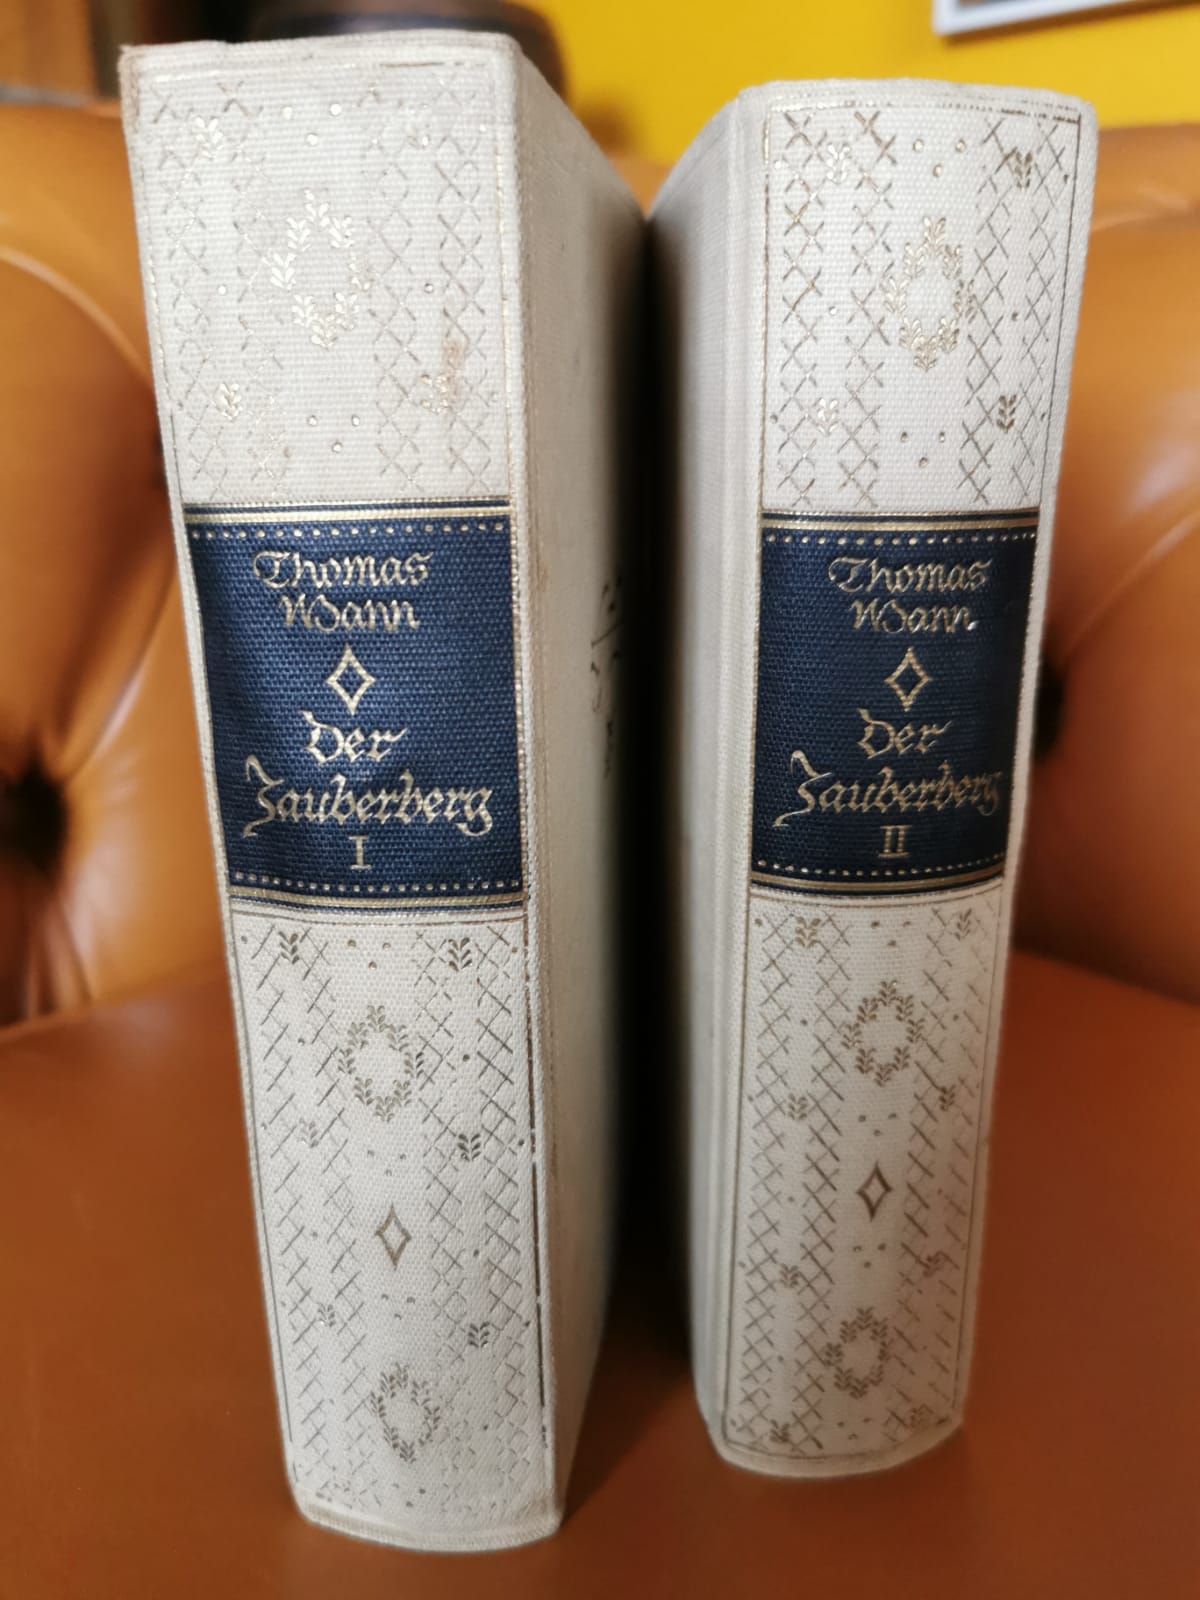 Thomas
Mann
Der
Zauberberg
I
Thomas
Mann
Der
Zauberberg
II